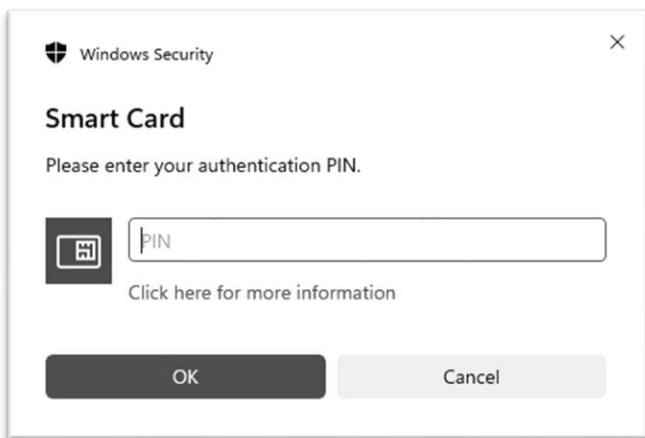 Windows Security
Smart Card
Please enter your authentication PIN.
PIN
Click here for more information
OK
Cancel